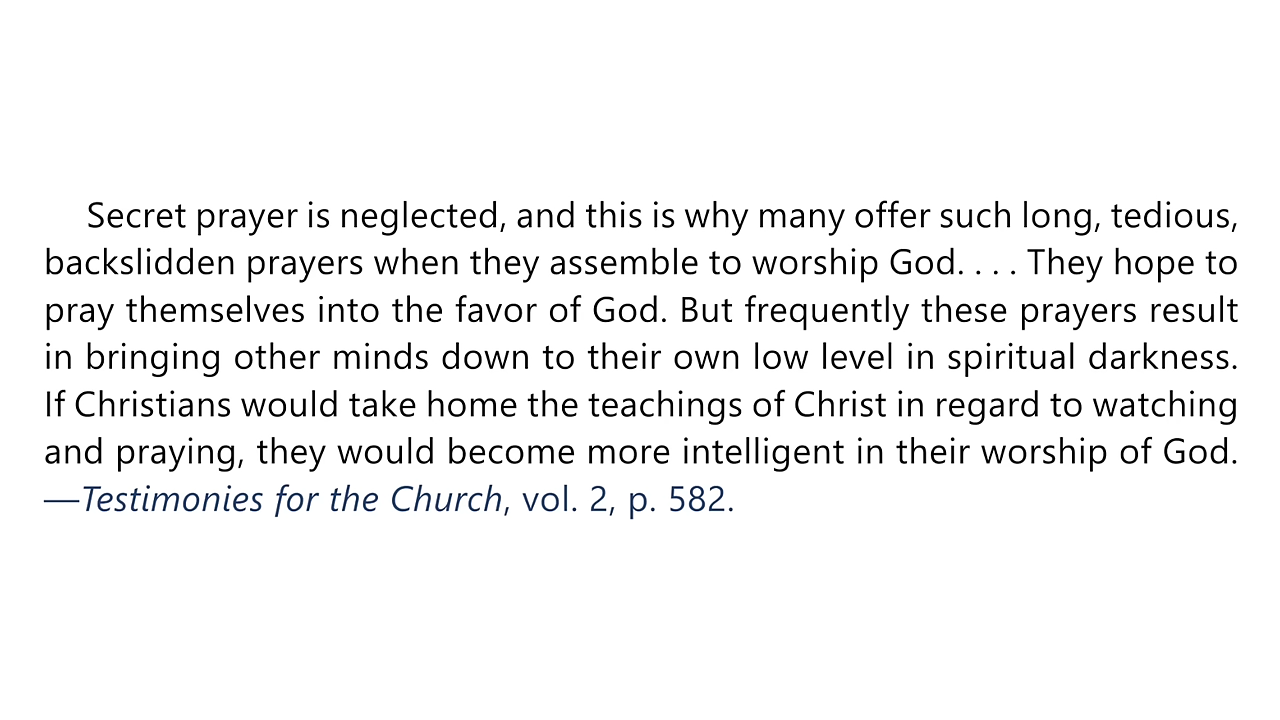 Secret prayer is neglected, and this is why many offer such long, tedious,
backslidden prayers when they assemble to worship God. . . . They hope to
pray themselves into the favor of God. But frequently these prayers result
in bringing other minds down to their own low level in spiritual darkness.
If Christians would take home the teachings of Christ in regard to watching
and praying, they would become more intelligent in their worship of God.
—Testimonies for the Church, vol. 2, p. 582.